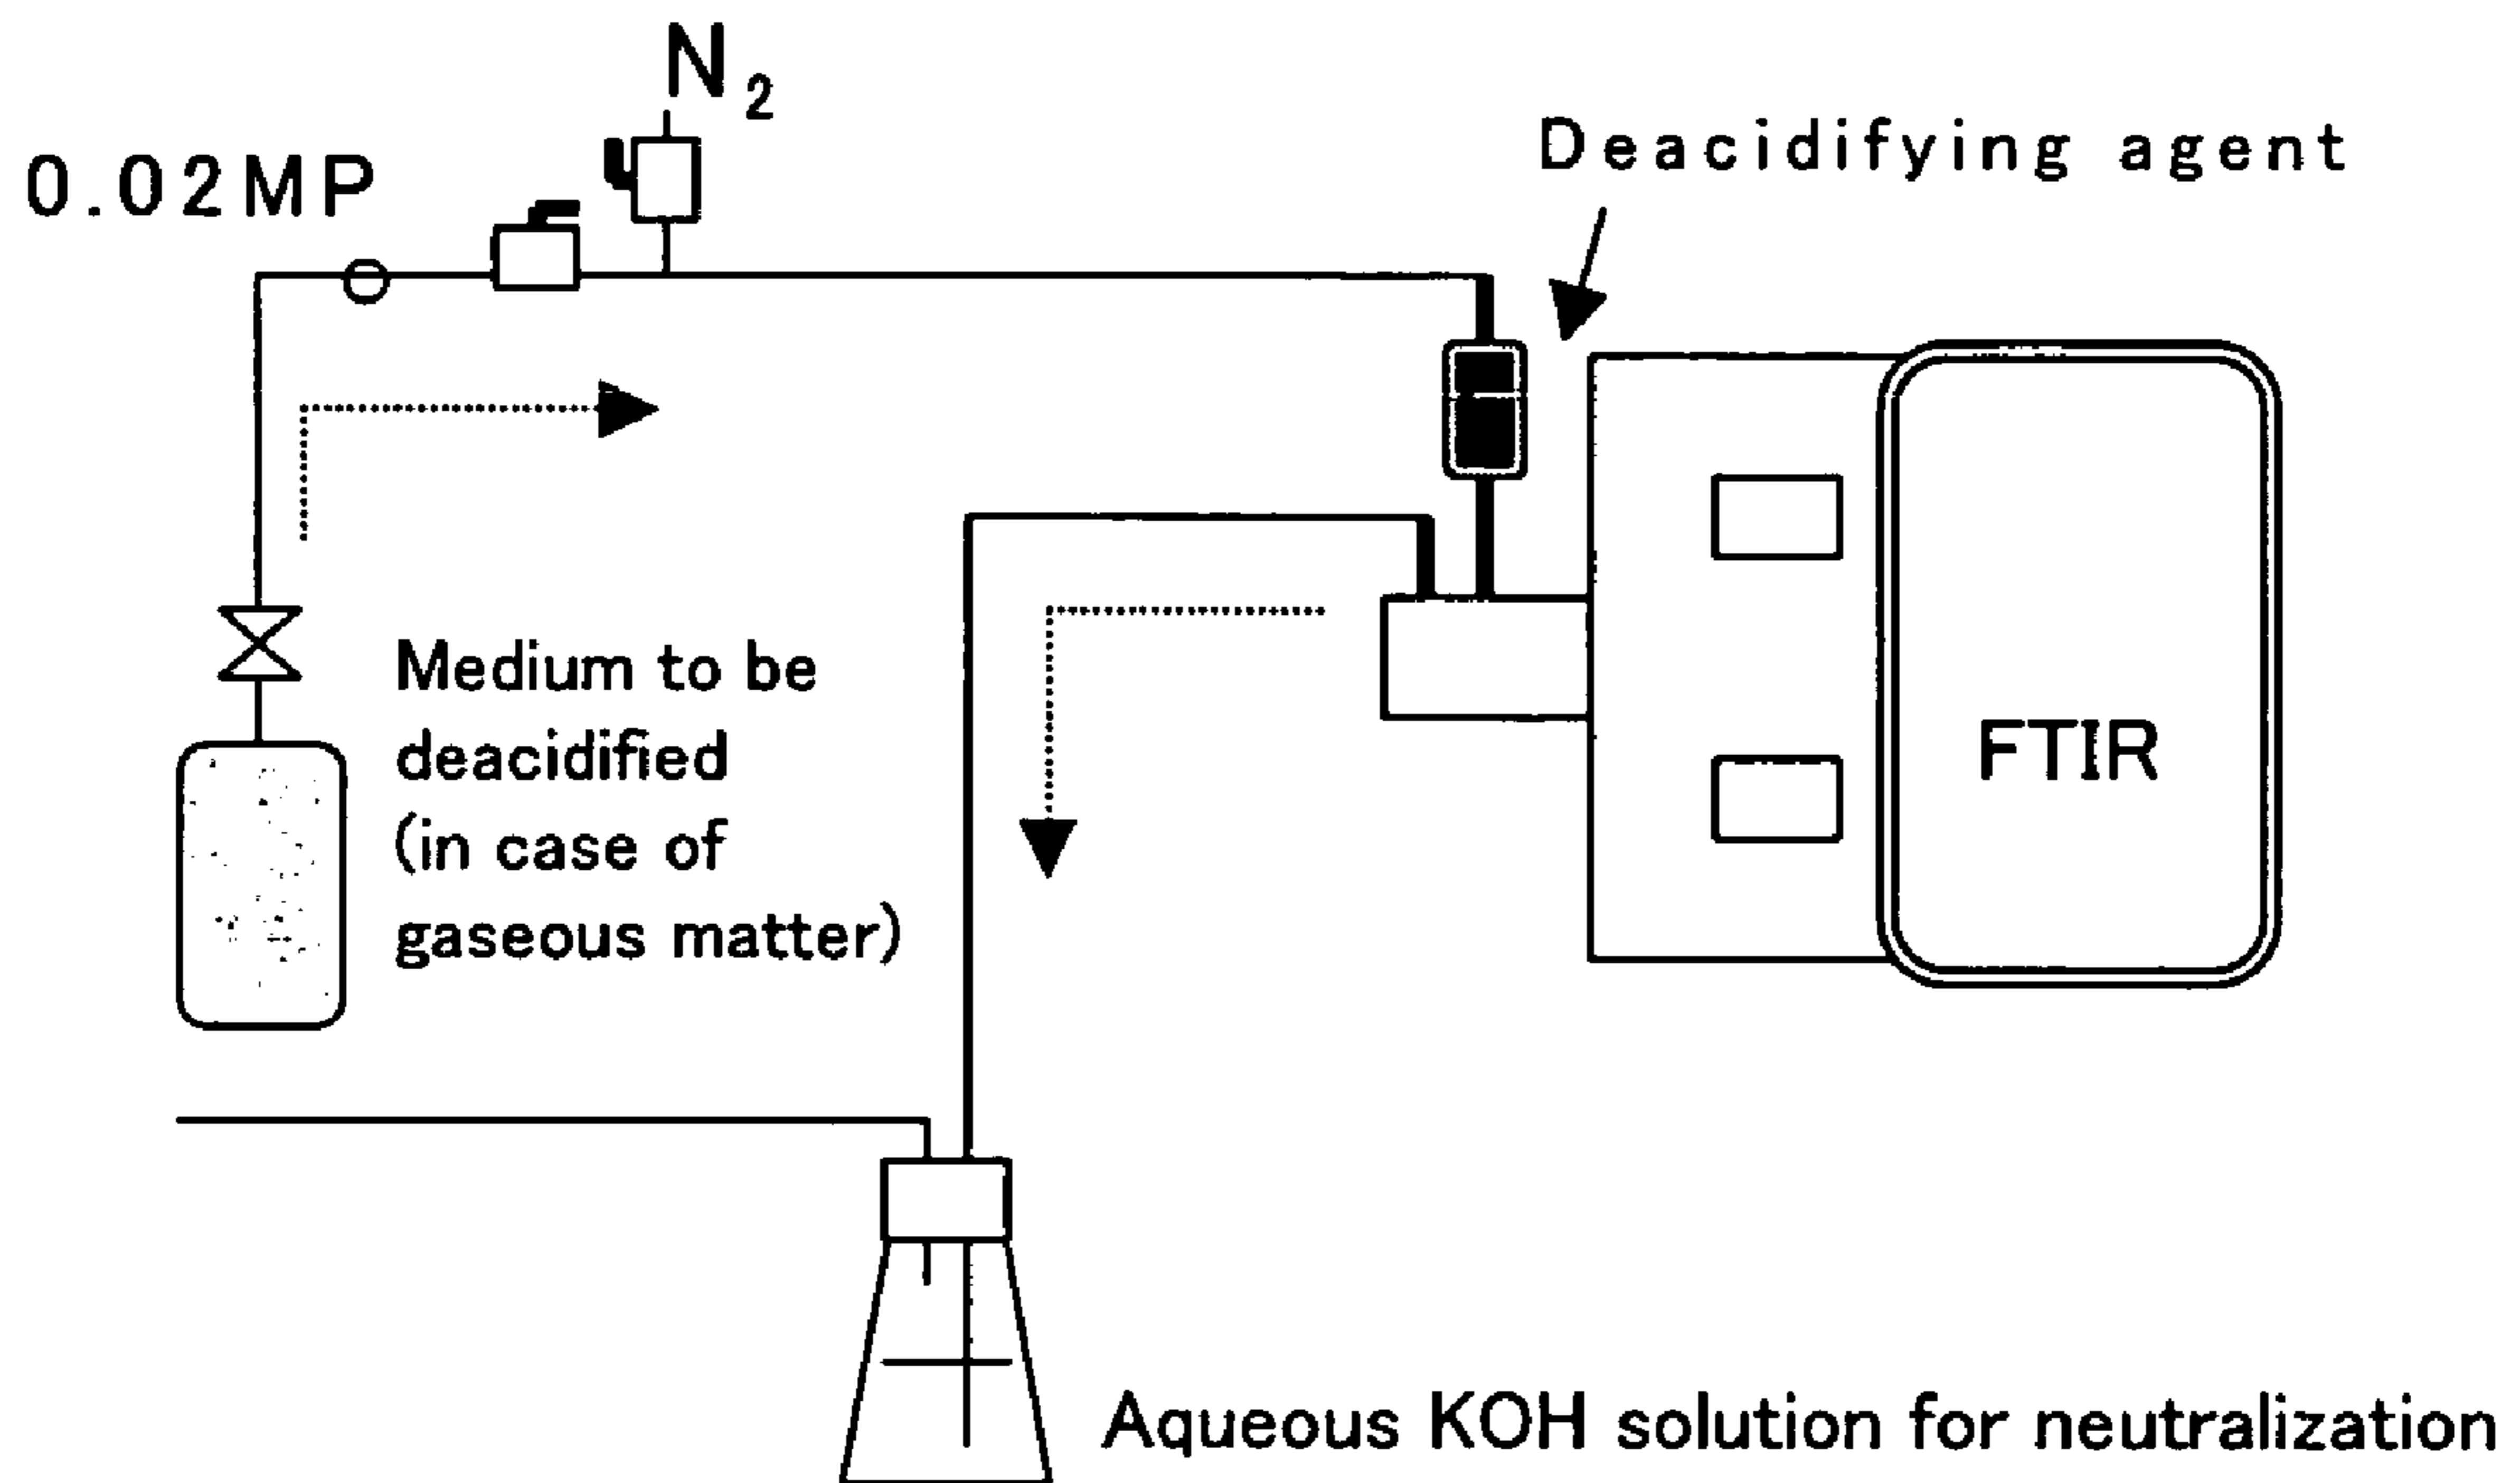 N2
0.02MP
Deacidifying agent
Medium to be
deacidified
(in case of
gaseous matter)
FTIR
Aqueous KOH solution for neutralization